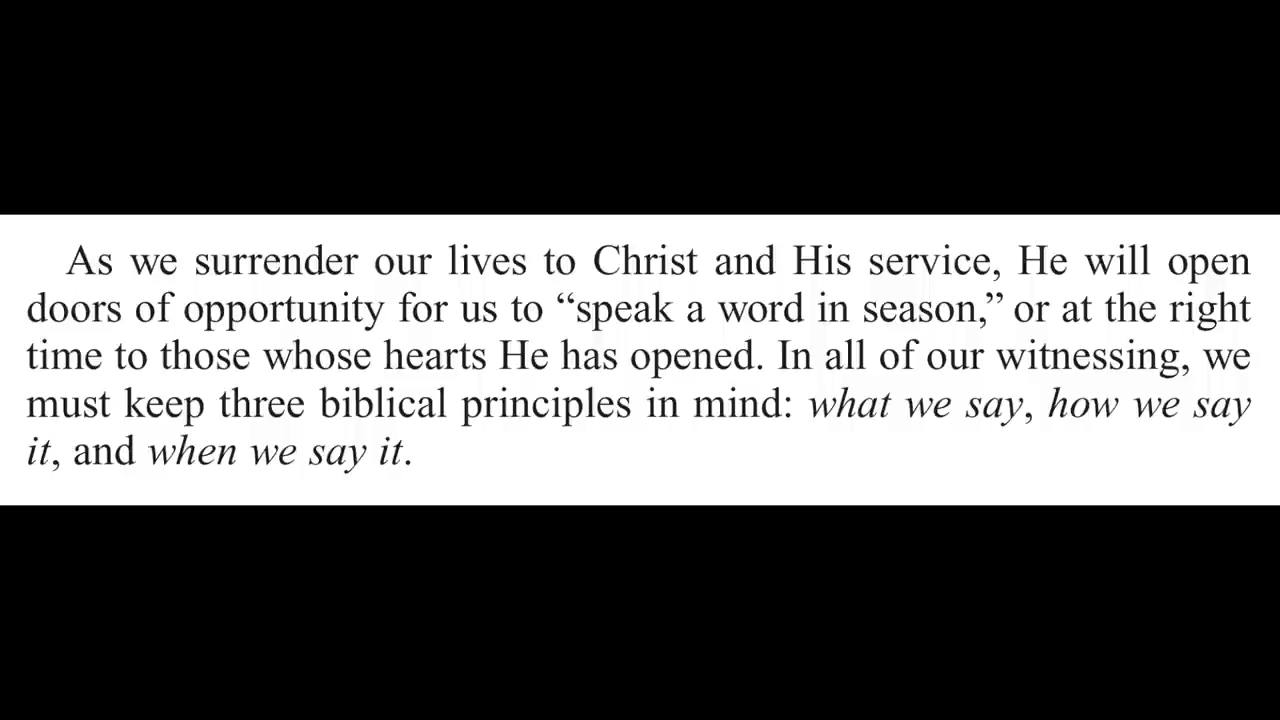 As we surrender our lives to Christ and His service, He will open
doors of opportunity for us to “speak a word in season,” or at the right
time to those whose hearts He has opened. In all of our witnessing, we
must keep three biblical principles in mind: what we say, how we say
it, and when we say it.